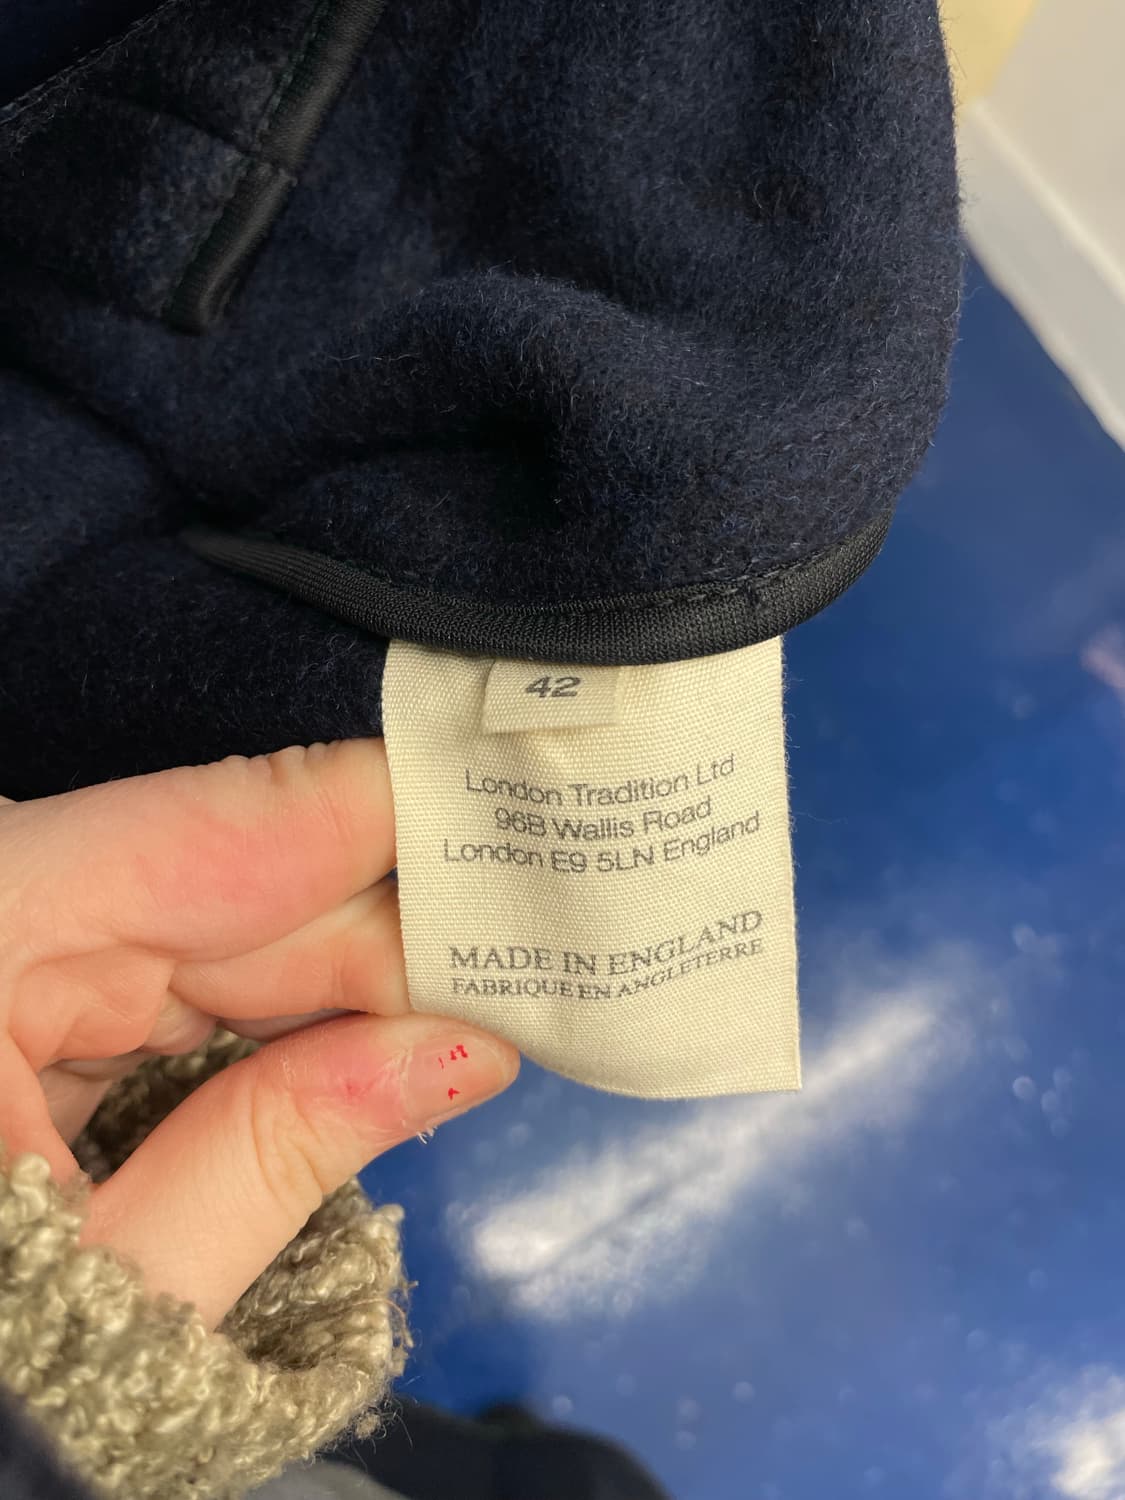 42
London Tradition Ltd
96B Wallis Road
London E9 5LN England
MADE IN ENGLAND
FABRIQUE EN ANGLETERRE